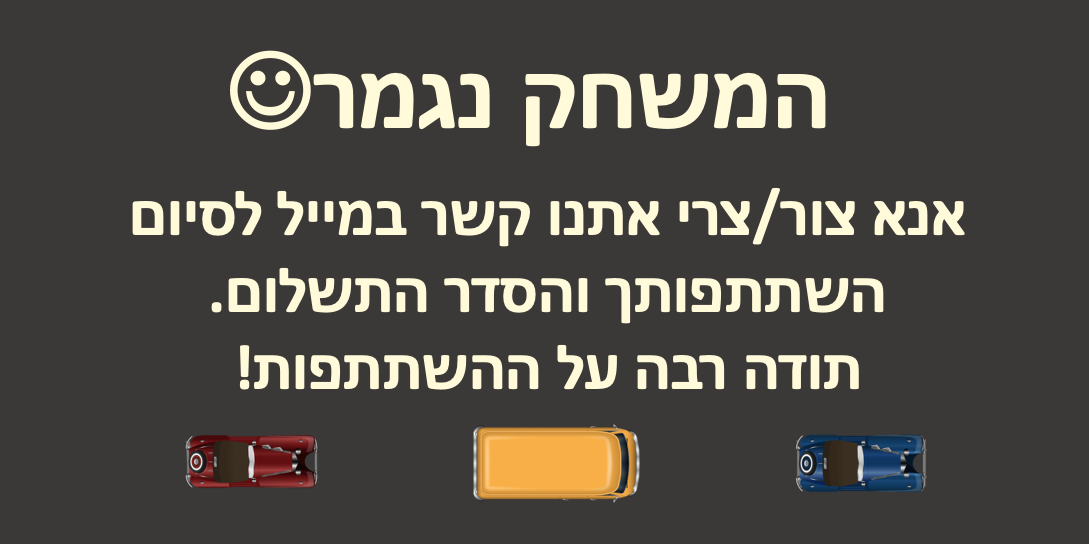 המשחק נגמר☺
אנא צור/צרי אתנו קשר במייל לסיום
השתתפותך והסדר התשלום.
תודה רבה על ההשתתפות!